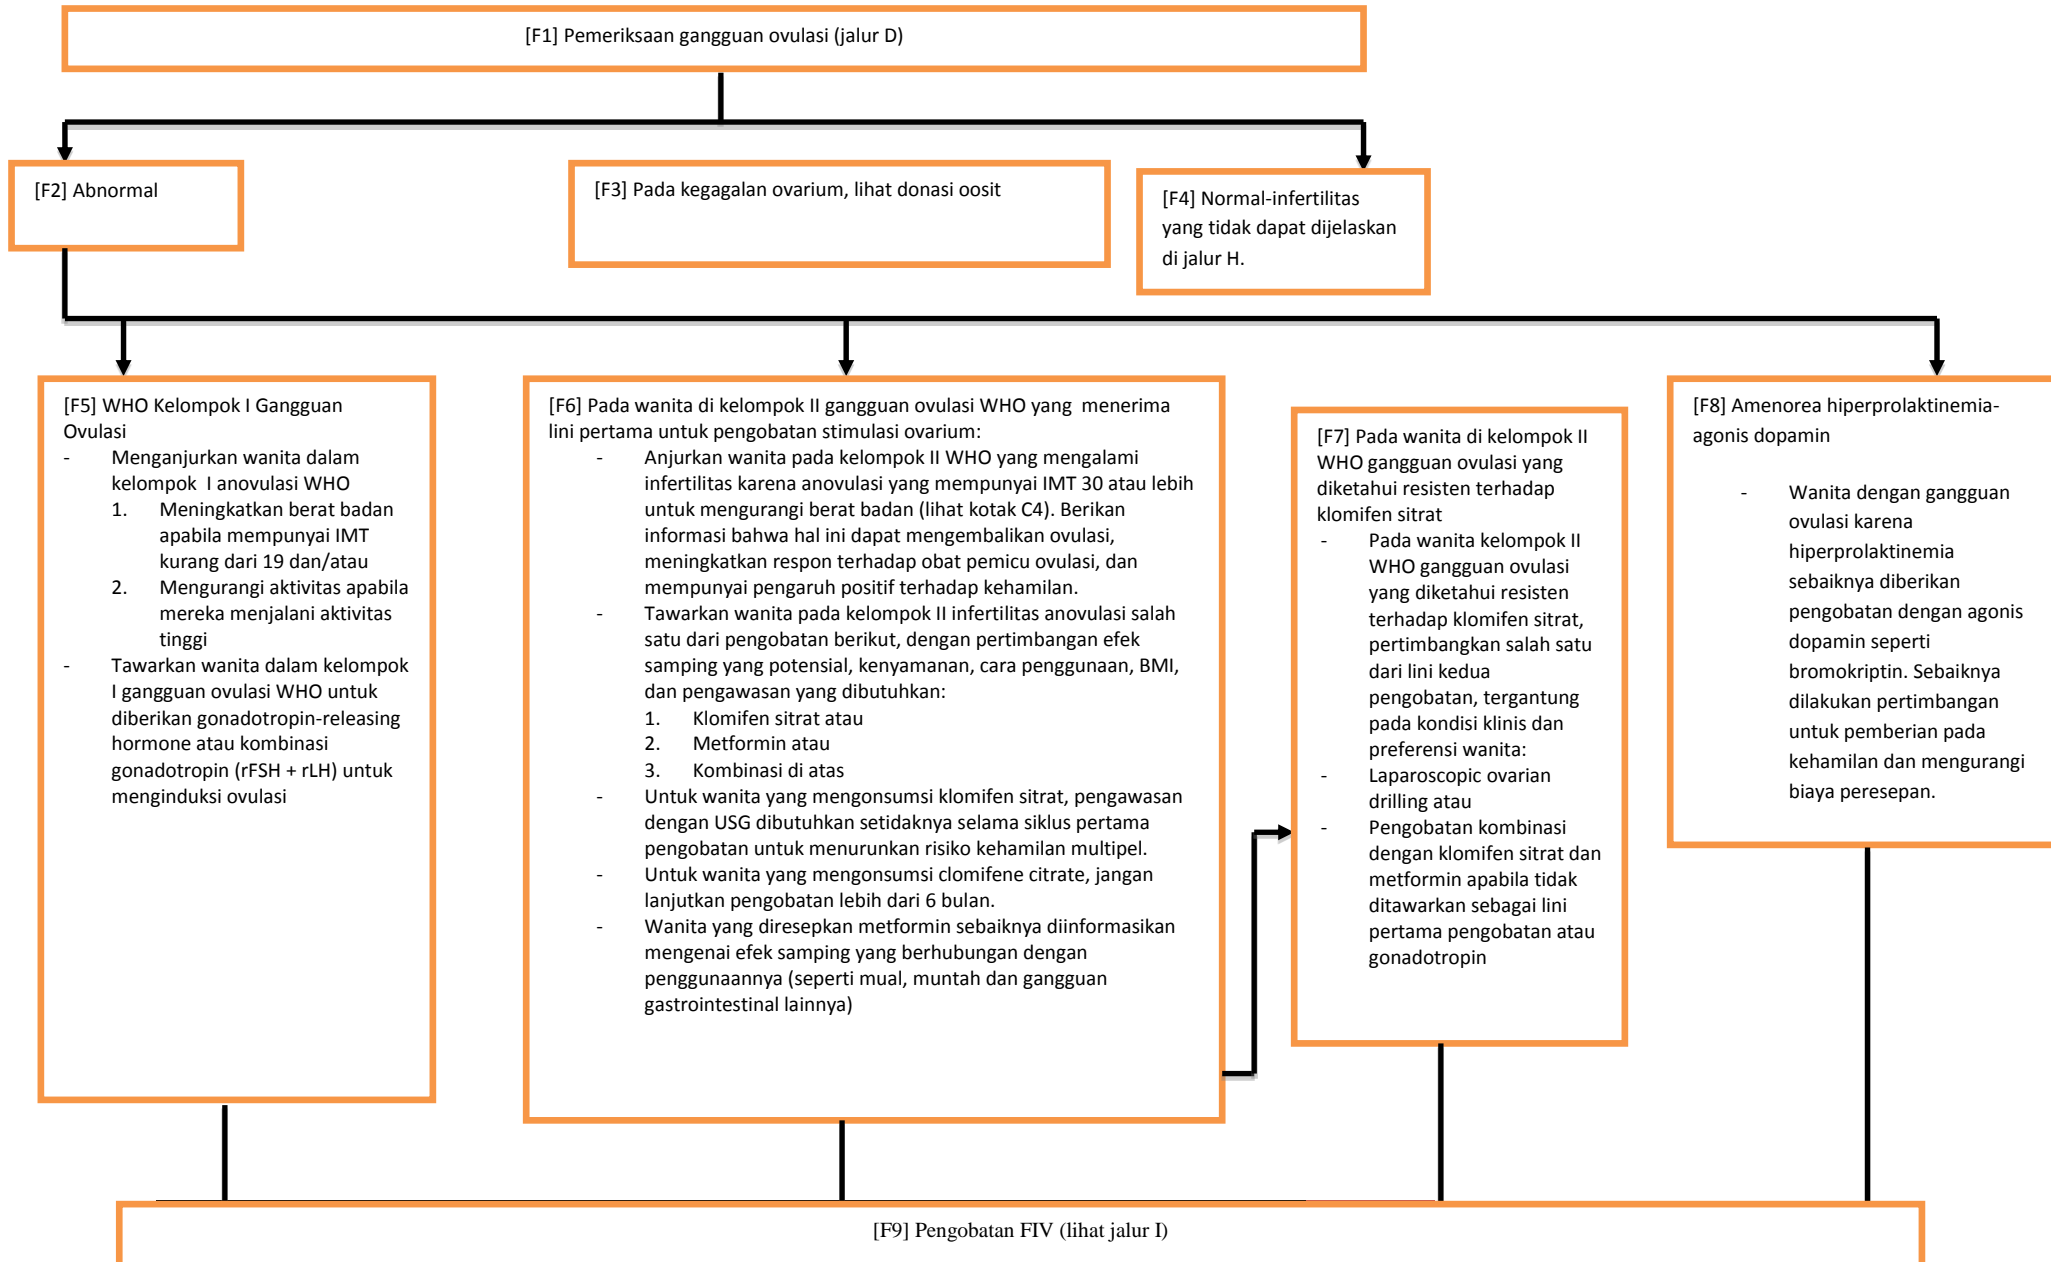 [F1] Pemeriksaan gangguan ovulasi (jalur D)
[F2] Abnormal
[F3] Pada kegagalan ovarium, lihat donasi oosit
[F4] Normal-infertilitas
yang tidak dapat dijelaskan
di jalur H.
[F5] WHO Kelompok I Gangguan
Ovulasi
- Menganjurkan wanita dalam
kelompok I anovulasi WHO
1. Meningkatkan berat badan
apabila mempunyai IMT
kurang dari 19 dan/atau
2. Mengurangi aktivitas apabila
mereka menjalani aktivitas
tinggi
- Tawarkan wanita dalam kelompok
I gangguan ovulasi WHO untuk
diberikan gonadotropin-releasing
hormone atau kombinasi
gonadotropin (rFSH + rLH) untuk
menginduksi ovulasi
[F6] Pada wanita di kelompok II gangguan ovulasi WHO yang menerima
lini pertama untuk pengobatan stimulasi ovarium:
- Anjurkan wanita pada kelompok II WHO yang mengalami
infertilitas karena anovulasi yang mempunyai IMT 30 atau lebih
untuk mengurangi berat badan (lihat kotak C4). Berikan
informasi bahwa hal ini dapat mengembalikan ovulasi,
meningkatkan respon terhadap obat pemicu ovulasi, dan
mempunyai pengaruh positif terhadap kehamilan.
- Tawarkan wanita pada kelompok II infertilitas anovulasi salah
satu dari pengobatan berikut, dengan pertimbangan efek
samping yang potensial, kenyamanan, cara penggunaan, BMI,
dan pengawasan yang dibutuhkan:
1. Klomifen sitrat atau
2. Metformin atau
3. Kombinasi di atas
- Untuk wanita yang mengonsumsi klomifen sitrat, pengawasan
dengan USG dibutuhkan setidaknya selama siklus pertama
pengobatan untuk menurunkan risiko kehamilan multipel.
- Untuk wanita yang mengonsumsi clomifene citrate, jangan
lanjutkan pengobatan lebih dari 6 bulan.
- Wanita yang diresepkan metformin sebaiknya diinformasikan
mengenai efek samping yang berhubungan dengan
penggunaannya (seperti mual, muntah dan gangguan
gastrointestinal lainnya)
[F7] Pada wanita di kelompok II
WHO gangguan ovulasi yang
diketahui resisten terhadap
klomifen sitrat
- Pada wanita kelompok II
WHO gangguan ovulasi
yang diketahui resisten
terhadap klomifen sitrat,
pertimbangkan salah satu
dari lini kedua
pengobatan, tergantung
pada kondisi klinis dan
preferensi wanita:
- Laparoscopic ovarian
drilling atau
- Pengobatan kombinasi
dengan klomifen sitrat dan
metformin apabila tidak
ditawarkan sebagai lini
pertama pengobatan atau
gonadotropin
[F8] Amenorea hiperprolaktinemia-
agonis dopamin
- Wanita dengan gangguan
ovulasi karena
hiperprolaktinemia
sebaiknya diberikan
pengobatan dengan agonis
dopamin seperti
bromokriptin. Sebaiknya
dilakukan pertimbangan
untuk pemberian pada
kehamilan dan mengurangi
biaya peresepan.
[F9] Pengobatan FIV (lihat jalur I)